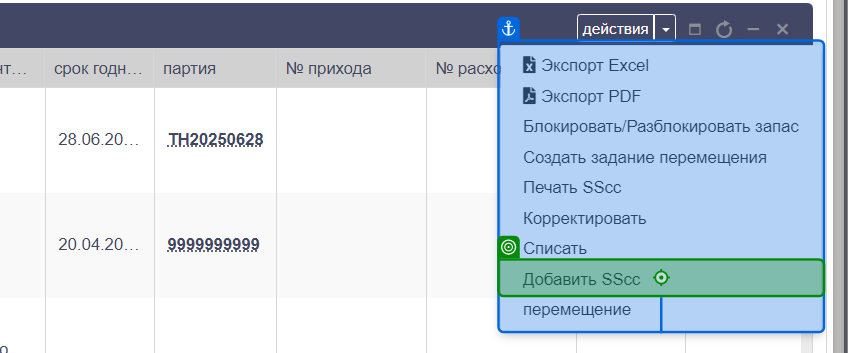 действия
нт… срок годн… партия № прихода № расхо
Экспорт Excel
Экспорт PDF
Блокировать/Разблокировать запас
28.06.20… TH20250628
Создать задание перемещения
Печать SScc
Корректировать
20.04.20… 9999999999
Списать
Добавить SScc
перемещение
о